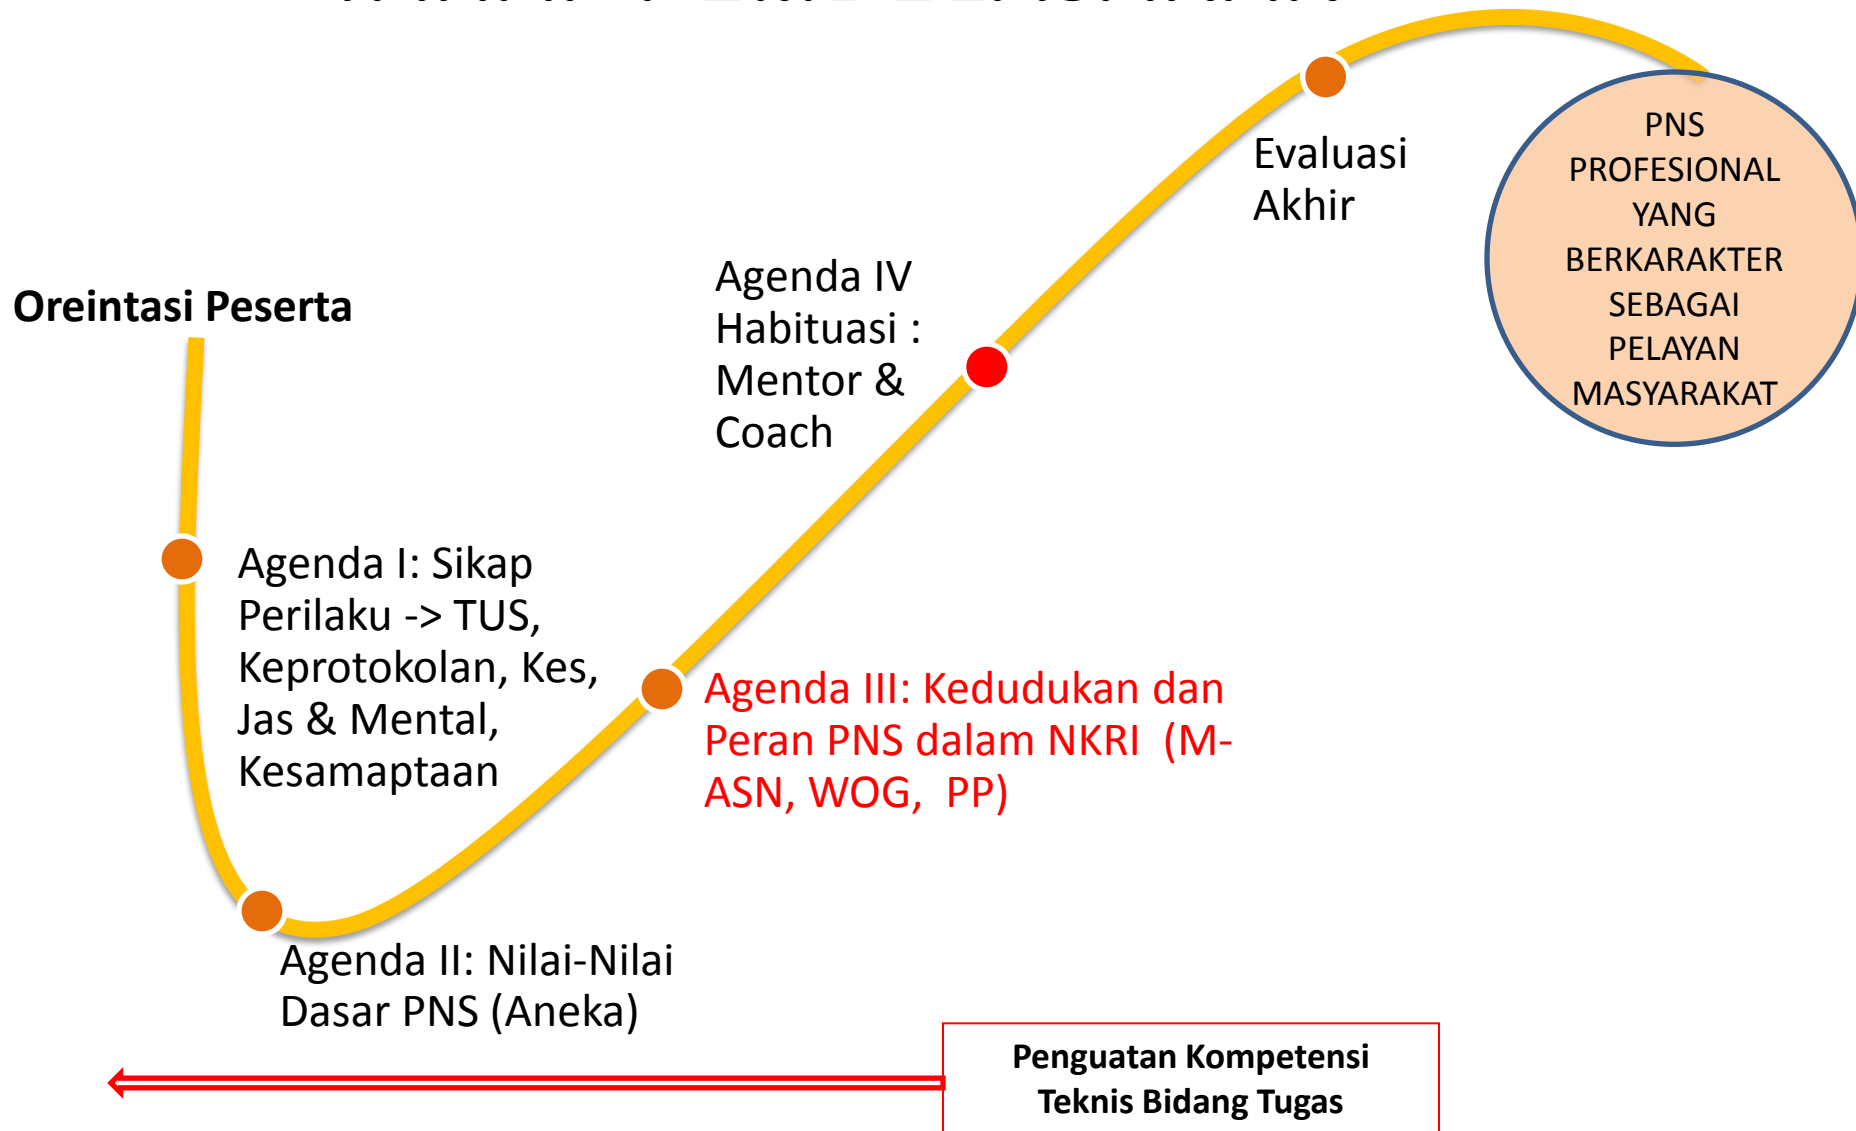 Oreintasi Peserta
Agenda I: Sikap
Perilaku -> TUS,
Keprotokolan, Kes,
Jas & Mental,
Kesamaptaan
Agenda II: Nilai-Nilai
Dasar PNS (Aneka)
Agenda III: Kedudukan dan
Peran PNS dalam NKRI (M-
ASN, WOG, PP)
Agenda IV
Habituasi :
Mentor &
Coach
Evaluasi
Akhir
PNS
PROFESIONAL
YANG
BERKARAKTER
SEBAGAI
PELAYAN
MASYARAKAT
Penguatan Kompetensi
Teknis Bidang Tugas